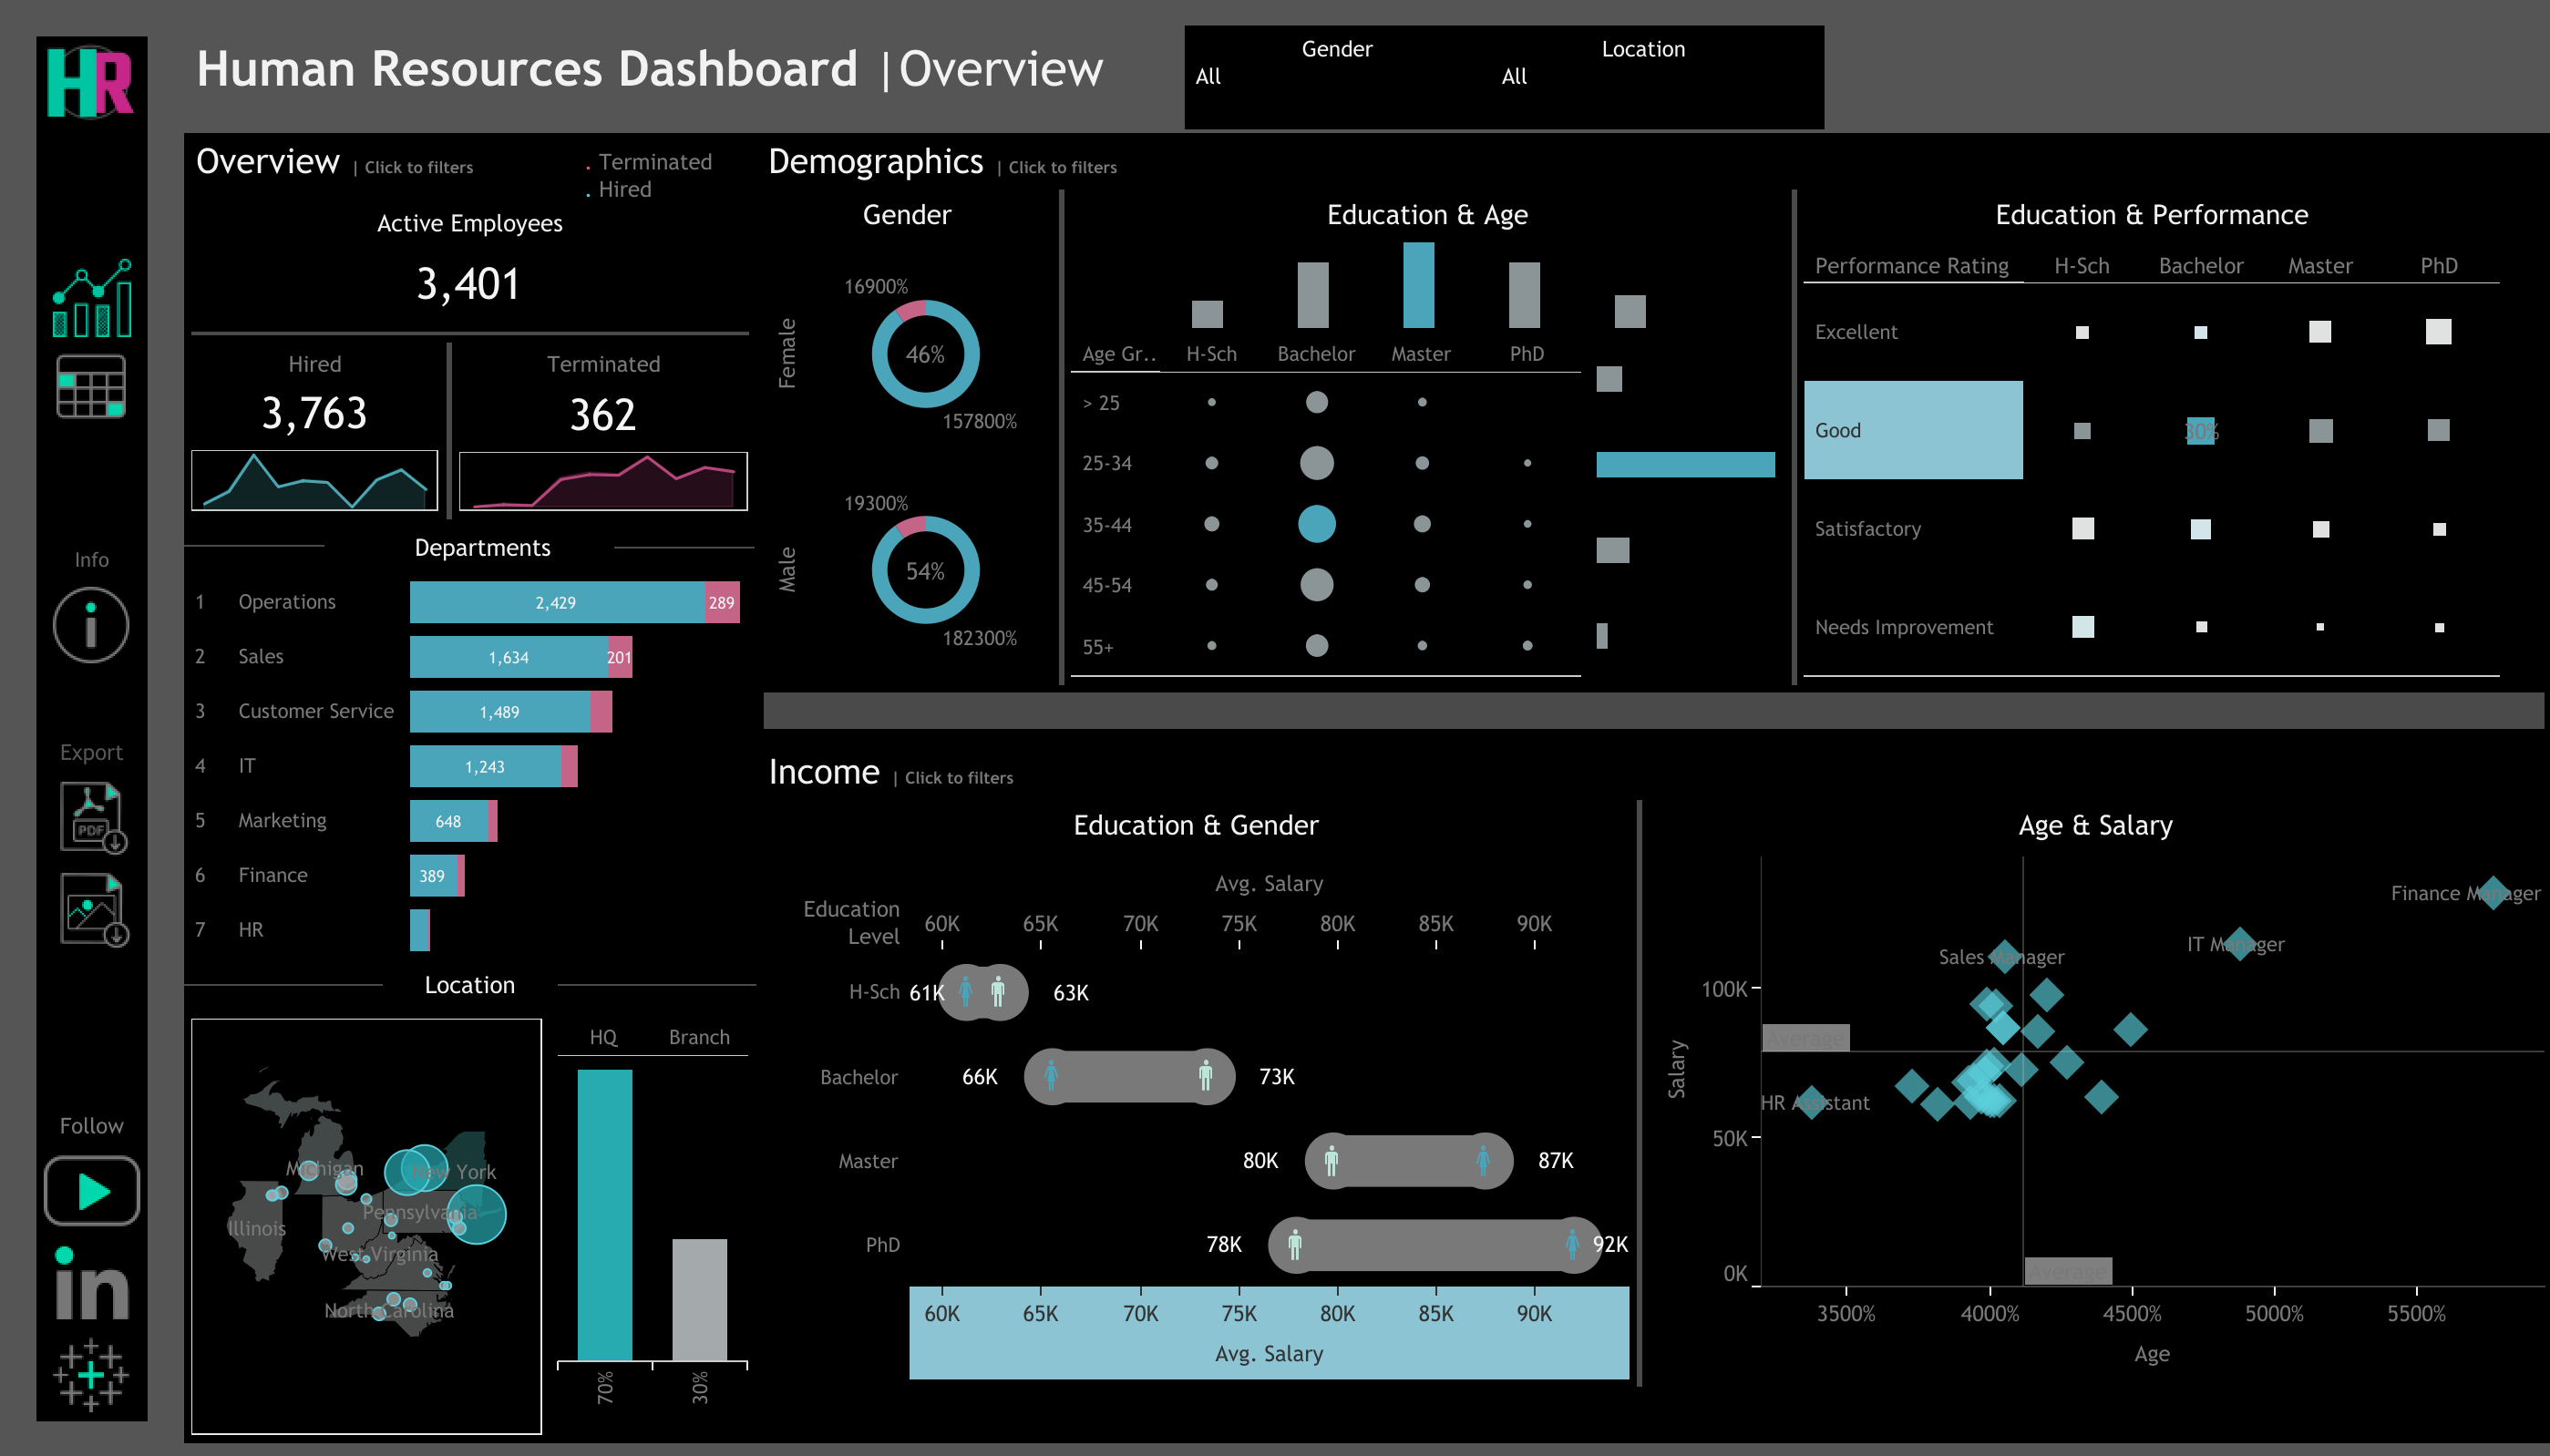 HR
Human Resources Dashboard |Overview
Gender
Location
All
All
Overview | Click to filters
. Terminated
. Hired
Active Employees
3,401
Hired
3,763
Terminated
362
Departments
1 Operations 2,429 289
2 Sales 1,634 201
3 Customer Service 1,489
4 IT 1,243
5 Marketing 648
6 Finance 389
7 HR
Location
Michigan
New York
Pennsylvania
Illinois
West Virginia
North Carolina
HQ Branch
70% 30%
Demographics | Click to filters
Gender
Female
16900%
46%
157800%
Male
19300%
54%
182300%
Education & Age
Age Gr.. H-Sch Bachelor Master PhD
> 25
25-34
35-44
45-54
55+
Education & Performance
Performance Rating H-Sch Bachelor Master PhD
Excellent
Good 30%
Satisfactory
Needs Improvement
Income | Click to filters
Education & Gender
Avg. Salary
Education
Level
60K 65K 70K 75K 80K 85K 90K
H-Sch 61K 63K
Bachelor 66K 73K
Master 80K 87K
PhD 78K 92K
60K 65K 70K 75K 80K 85K 90K
Avg. Salary
Age & Salary
Finance Manager
IT Manager
Sales Manager
100K
Average
Salary
HR Assistant
50K
0K
Average
3500% 4000% 4500% 5000% 5500%
Age
Info
Export
PDF
Follow
in